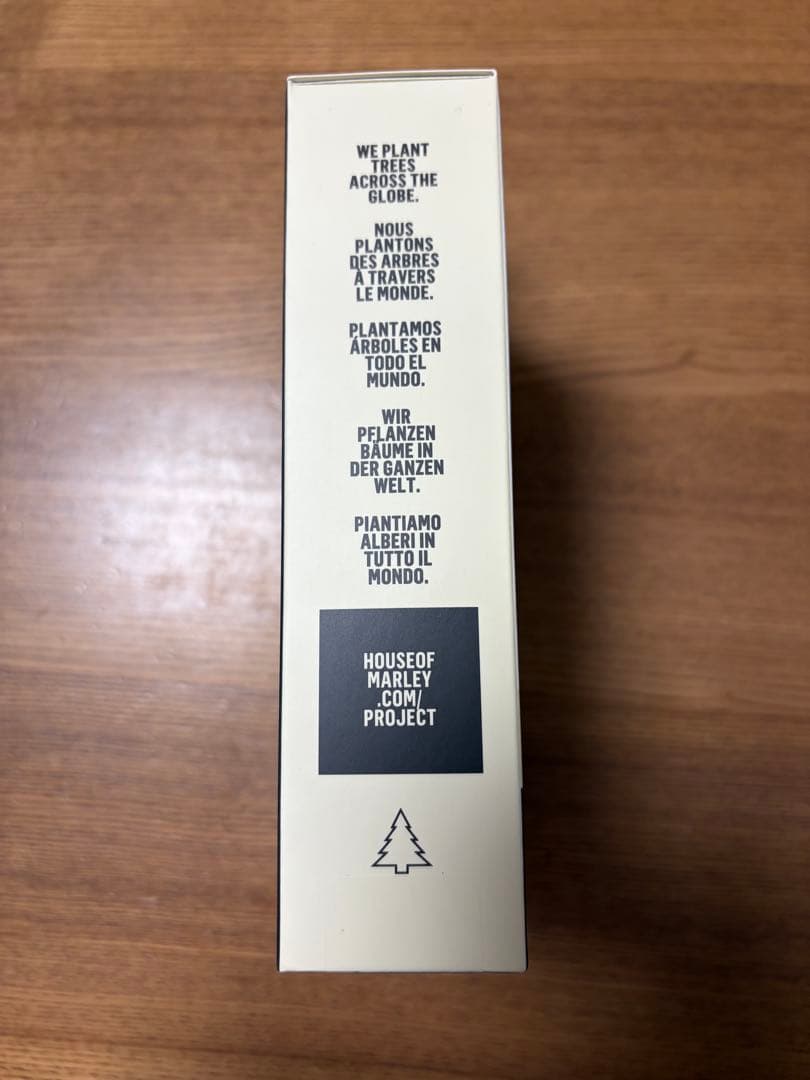 WE PLANT
TREES
ACROSS THE
GLOBE.
NOUS
PLANTONS
DES ARBRES
À TRAVERS
LE MONDE.
PLANTAMOS
ÁRBOLES EN
TODO EL
MUNDO.
WIR
PFLANZEN
BÄUME IN
DER GANZEN
WELT.
PIANTIAMO
ALBERI IN
TUTTO IL
MONDO.
HOUSEOF
MARLEY
.COM/
PROJECT